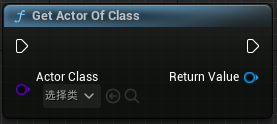 Get Actor Of Class
Actor Class
Return Value
选择类